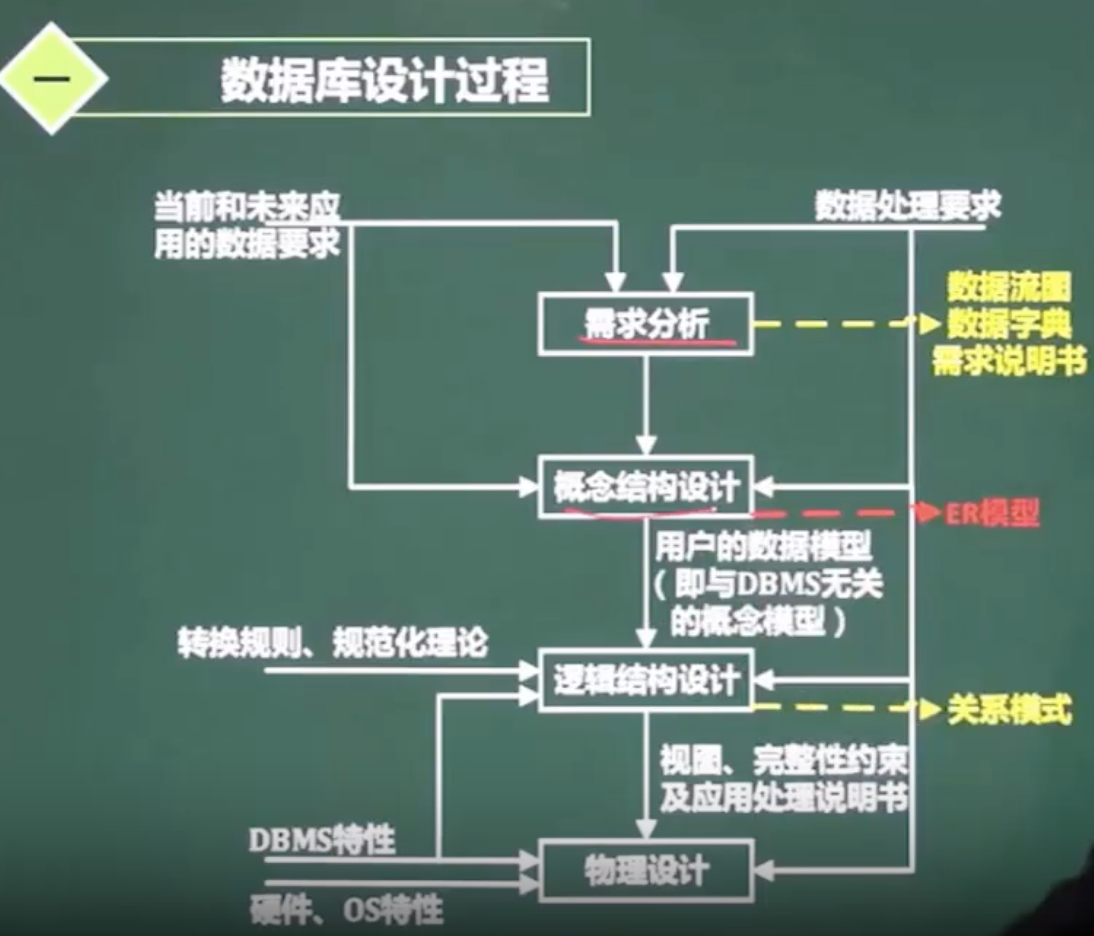 一
数据库设计过程
当前和未来应
用的数据要求
数据处理要求
需求分析
数据流图
数据字典
需求说明书
概念结构设计
ER模型
用户的数据模型
（即与DBMS无关
的概念模型）
转换规则、规范化理论
逻辑结构设计
关系模式
视图、完整性约束
及应用处理说明书
DBMS特性
物理设计
硬件、OS特性